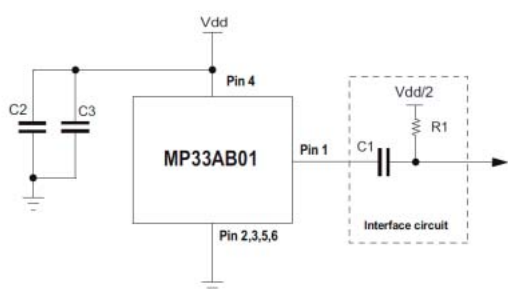 Vdd
Pin 4
C2
C3
Vdd/2
R1
MP33AB01
Pin 1
C1
Pin 2,3,5,6
Interface circuit